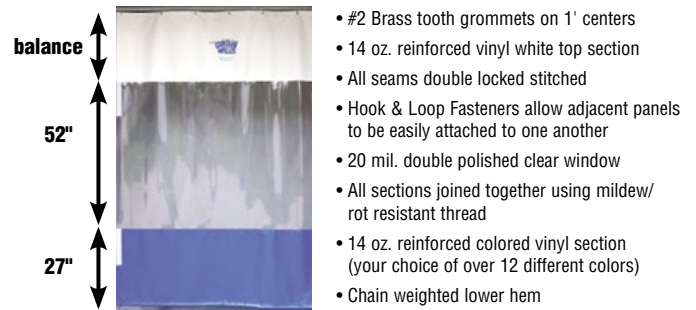 balance
52"
27"
• #2 Brass tooth grommets on 1' centers
• 14 oz. reinforced vinyl white top section
• All seams double locked stitched
• Hook & Loop Fasteners allow adjacent panels
to be easily attached to one another
• 20 mil. double polished clear window
• All sections joined together using mildew/
rot resistant thread
• 14 oz. reinforced colored vinyl section
(your choice of over 12 different colors)
• Chain weighted lower hem